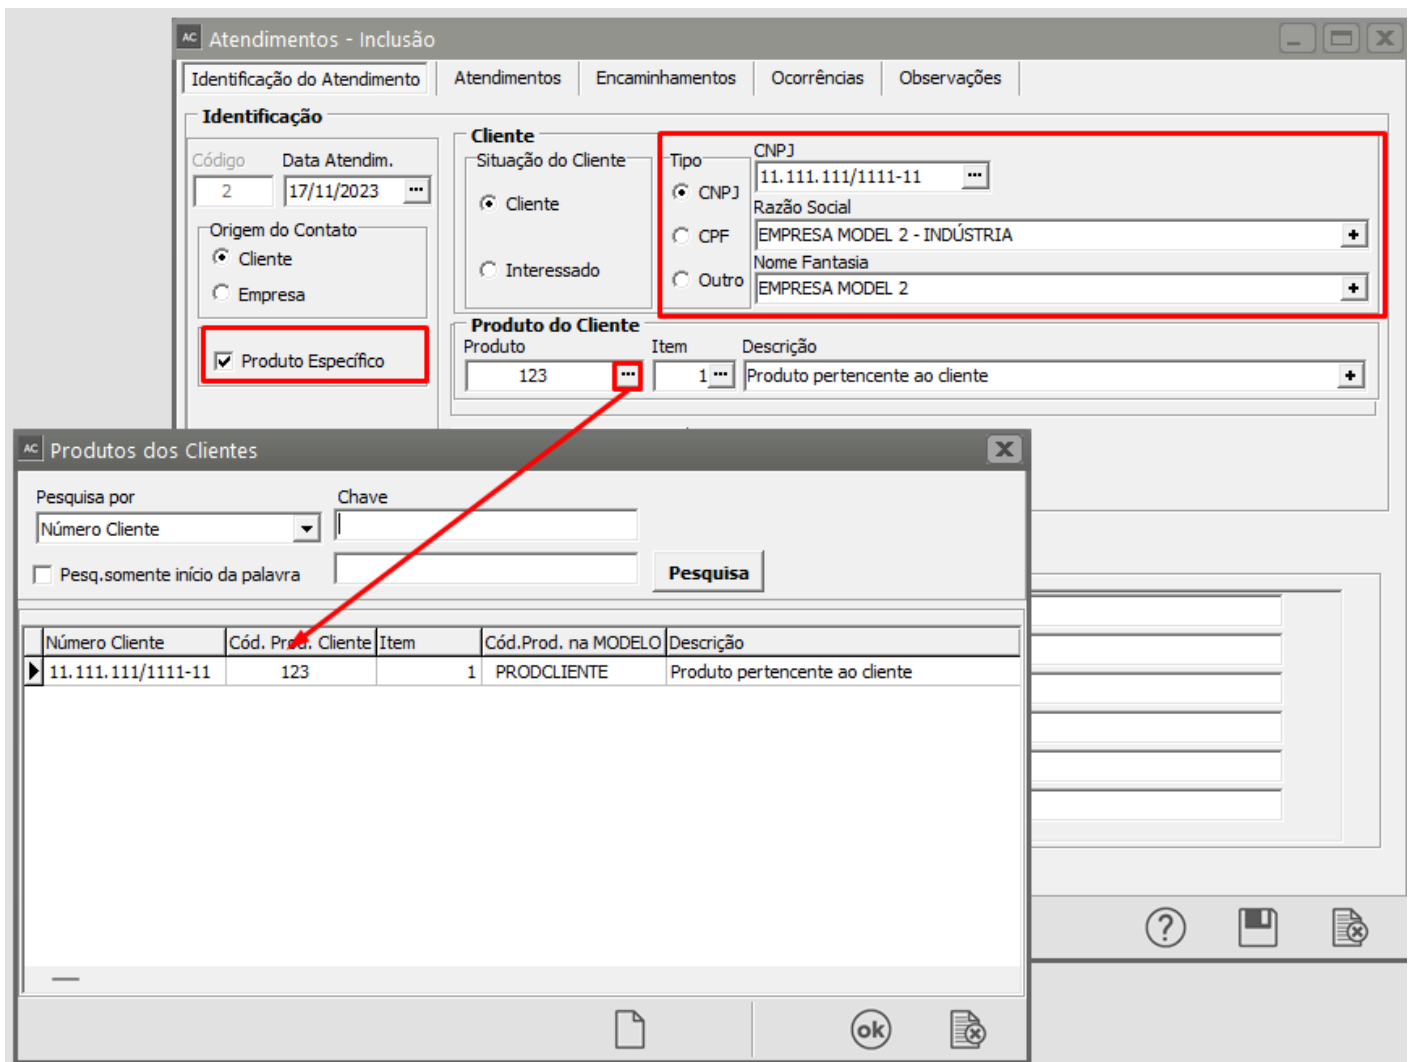 AC Atendimentos - Inclusão
Identificação do Atendimento Atendimentos Encaminhamentos Ocorrências Observações
Identificação
Código Data Atendim.
2 17/11/2023 ...
Origem do Contato
Cliente
Empresa
Produto Específico
Cliente
Situação do Cliente
Cliente
Interessado
Tipo
CNPJ
CPF
Outro
CNPJ
11.111.111/1111-11 ...
Razão Social
EMPRESA MODEL 2 - INDÚSTRIA +
Nome Fantasia
EMPRESA MODEL 2 +
Produto do Cliente
Produto Item Descrição
123 ... 1 ... Produto pertencente ao cliente +
AC Produtos dos Clientes
Pesquisa por Chave
Número Cliente
Pesq.somente início da palavra Pesquisa
Número Cliente Cód. Prod. Cliente Item Cód.Prod. na MODELO Descrição
11.111.111/1111-11 123 1 PRODCLIENTE Produto pertencente ao cliente
?
ok